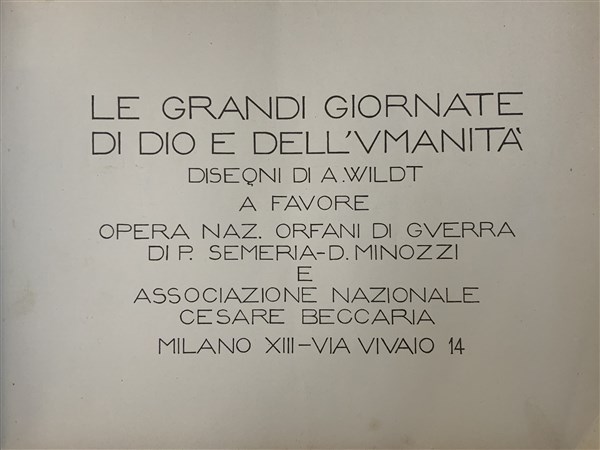 LE GRANDI GIORNATE
DI DIO E DELL'VMANITÀ
DISEGNI DI A. WILDT
A FAVORE
OPERA NAZ. ORFANI DI GVERRA
DI P. SEMERIA-D. MINOZZI
E
ASSOCIAZIONE NAZIONALE
CESARE BECCARIA
MILANO XIII-VIA VIVAIO 14